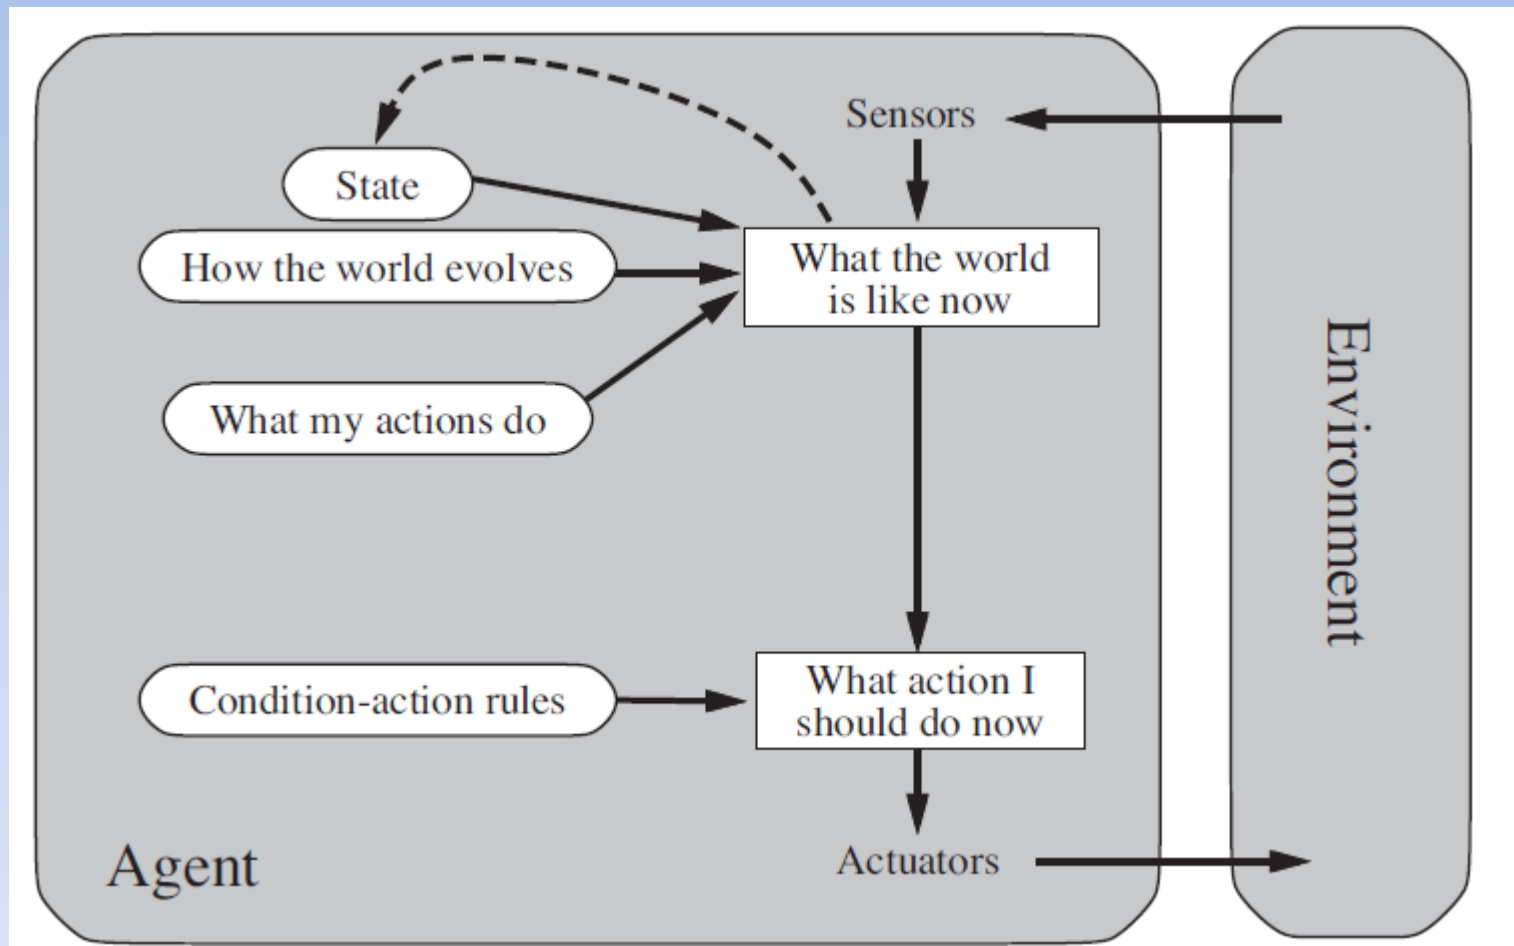 Sensors
State
How the world evolves
What the world
is like now
What my actions do
Condition-action rules
What action I
should do now
Agent
Actuators
Environment